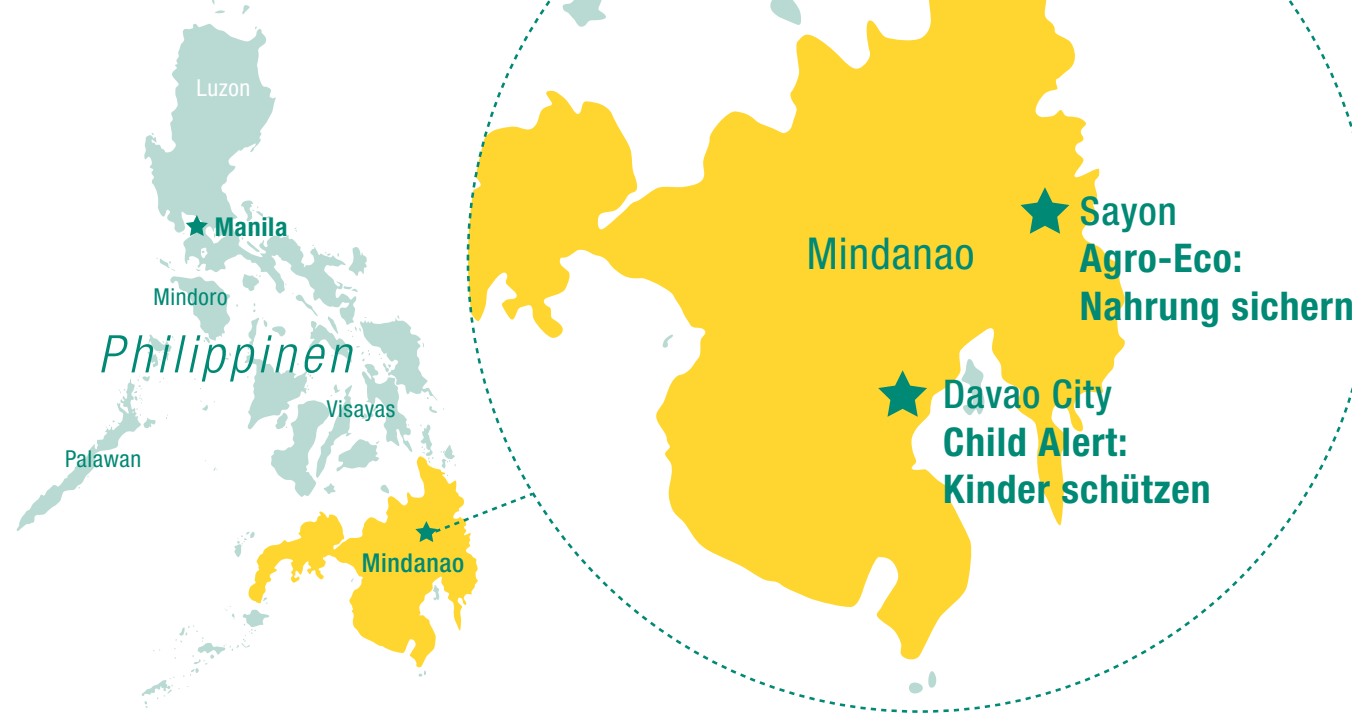 Luzon
Manila
Mindoro
Philippinen
Visayas
Palawan
Mindanao
Mindanao
Sayon
Agro-Eco:
Nahrung sichern
Davao City
Child Alert:
Kinder schützen